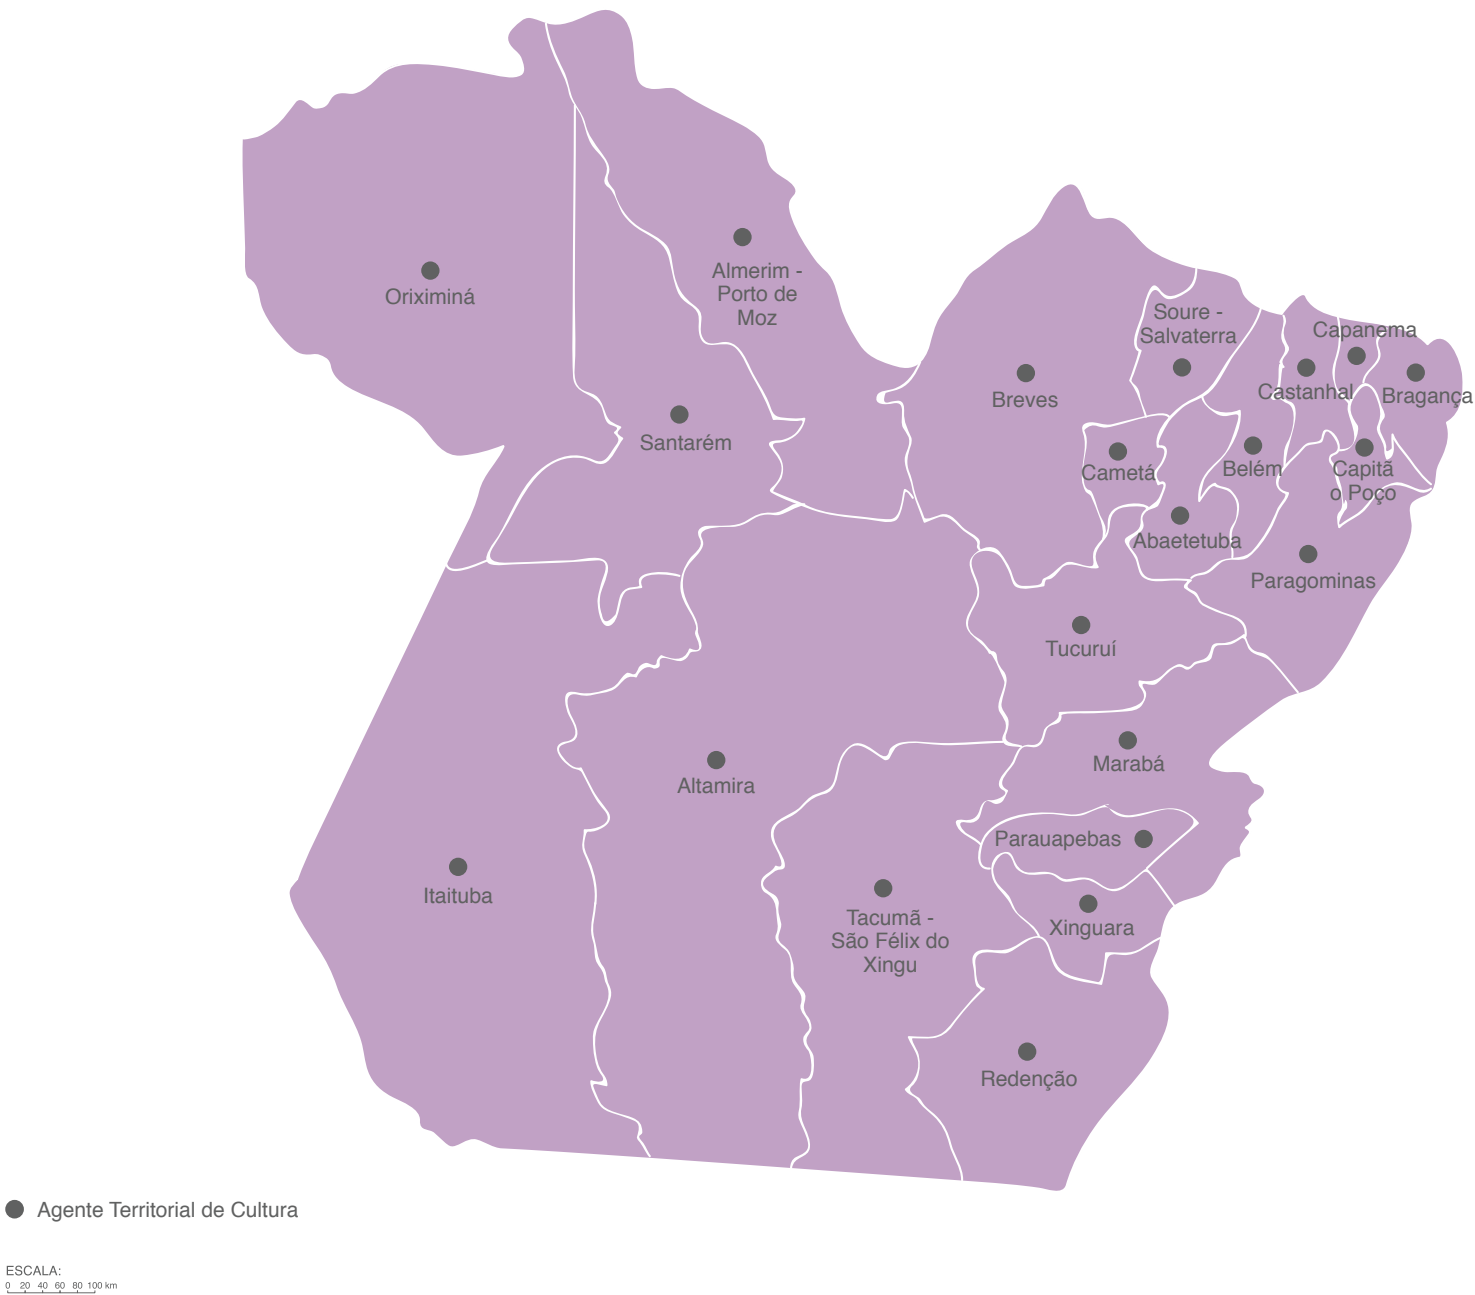 Almerim -
Porto de
Moz
Oriximiná
Soure -
Salvaterra
Capanema
Breves
Castanhal
Bragança
Santarém
Cametá
Belém
Capitã
o Poço
Abaetetuba
Paragominas
Tucuruí
Marabá
Altamira
Parauapebas
Itaituba
Tacumã -
São Félix do
Xingu
Xinguara
Redenção
Agente Territorial de Cultura
ESCALA:
0 20 40 60 80 100 km